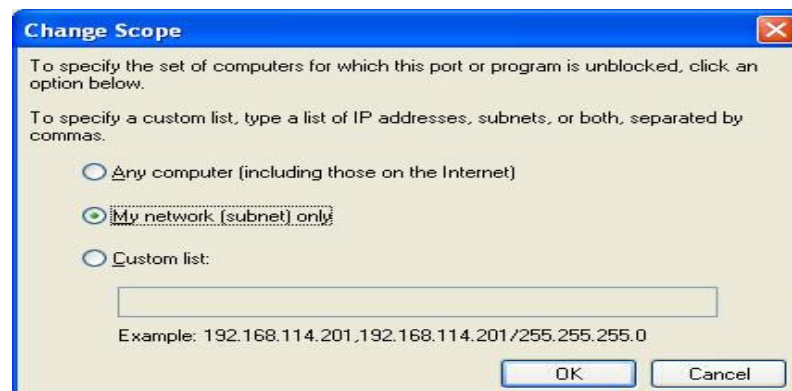 Change Scope
To specify the set of computers for which this port or program is unblocked, click an
option below.
To specify a custom list, type a list of IP addresses, subnets, or both, separated by
commas.
Any computer (including those on the Internet)
My network (subnet) only
Custom list:
Example: 192.168.114.201,192.168.114.201/255.255.255.0
OK
Cancel